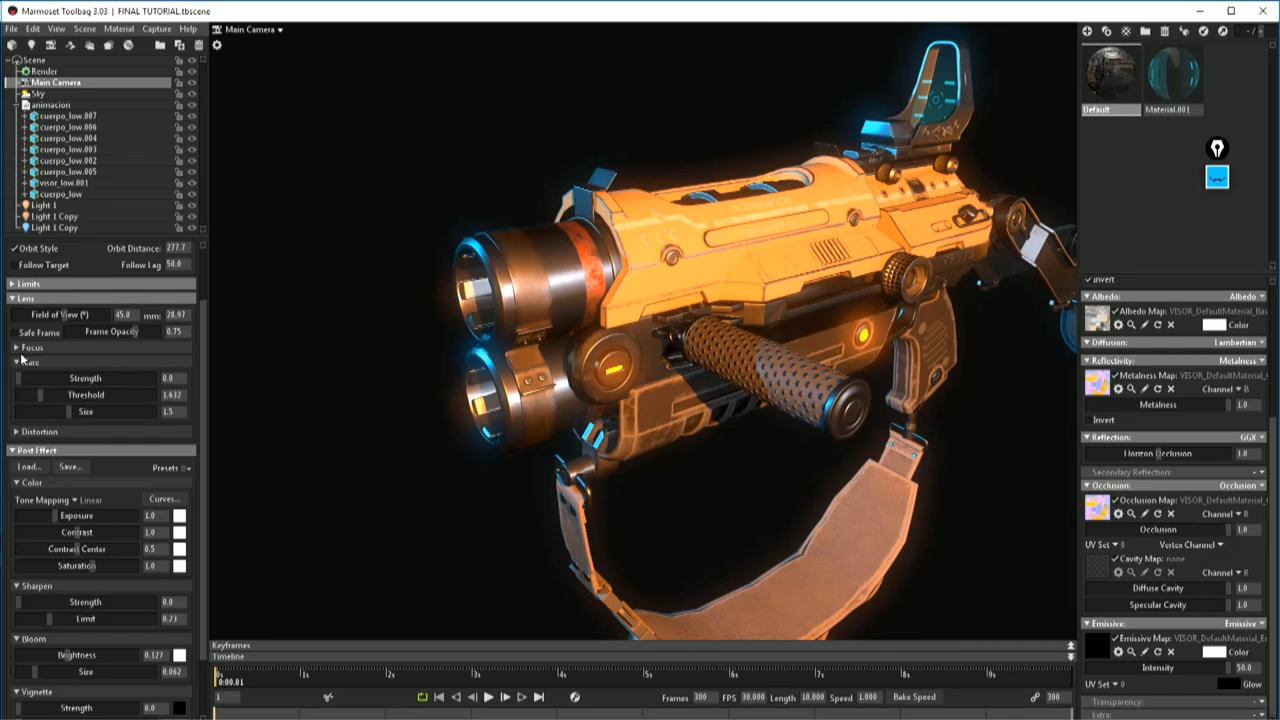 Marmoset Toolbag 3.03 | FINAL TUTORIAL.tbscene
File Edit View Scene Material Capture Help
Main Camera
Scene
Render
Main Camera
Sky
animacion
cuerpo_low.007
cuerpo_low.006
cuerpo_low.004
cuerpo_low.003
cuerpo_low.002
cuerpo_low.005
visor_low.001
cuerpo_low
Light 1
Light 1 Copy
Light 1 Copy
Orbit Style Orbit Distance: 277.7
Follow Target Follow Lag 50.0
Limits
Lens
Field of View (°) 45.0 mm: 28.97
Safe Frame Frame Opacity 0.75
Focus
Strength 0.0
Threshold 1.632
Size 1.5
Distortion
Post Effect
Load... Save... Presets
Color
Tone Mapping Linear Curves...
Exposure 1.0
Contrast 1.0
Contrast Center 0.5
Saturation 1.0
Sharpen
Strength 0.0
Limit 0.23
Bloom
Brightness 0.127
Size 0.062
Vignette
Strength 0.0
Keyframes
Timeline
0s 1s 2s 3s 4s 5s 6s 7s 8s 9s
0:00.01
1 Frames 300 FPS 30.000 Length 10.000 Speed 1.000 Bake Speed 300
Default Material.001
Invert
Albedo: Albedo
Albedo Map: VISOR_DefaultMaterial_Bas
Color
Diffusion: Lambertian
Reflectivity: Metalness
Metalness Map: VISOR_DefaultMaterial_
Channel B
Metalness 1.0
Invert
Reflection: GGX
Horizon Occlusion 1.0
Secondary Reflection:
Occlusion: Occlusion
Occlusion Map: VISOR_DefaultMaterial_
Channel R
Occlusion 1.0
UV Set 0 Vertex Channel
Cavity Map: none
Channel R
Diffuse Cavity 1.0
Specular Cavity 1.0
Emissive: Emissive
Emissive Map: VISOR_DefaultMaterial_Em
Color
Intensity 50.0
UV Set 0 Glow
Transparency:
Extra: